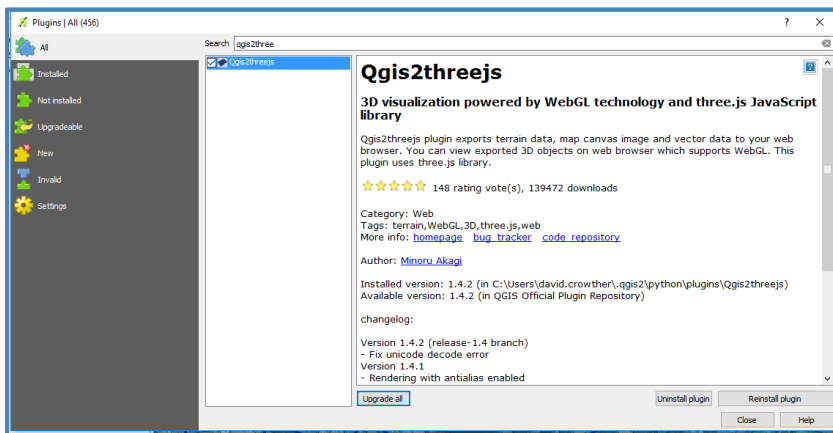 Plugins | All (456)
? X
All
Installed
Not installed
Upgradeable
New
Invalid
Settings
Search qgis2three
Qgis2threejs
Qgis2threejs
3D visualization powered by WebGL technology and three.js JavaScript
library
Qgis2threejs plugin exports terrain data, map canvas image and vector data to your web
browser. You can view exported 3D objects on web browser which supports WebGL. This
plugin uses three.js library.
148 rating vote(s), 139472 downloads
Category: Web
Tags: terrain,WebGL,3D,three.js,web
More info: homepage bug tracker code repository
Author: Minoru Akagi
Installed version: 1.4.2 (in C:\Users\david.crowther\.qgis2\python\plugins\Qgis2threejs)
Available version: 1.4.2 (in QGIS Official Plugin Repository)
changelog:
Version 1.4.2 (release-1.4 branch)
- Fix unicode decode error
Version 1.4.1
- Rendering with antialias enabled
Upgrade all Uninstall plugin Reinstall plugin
Close Help